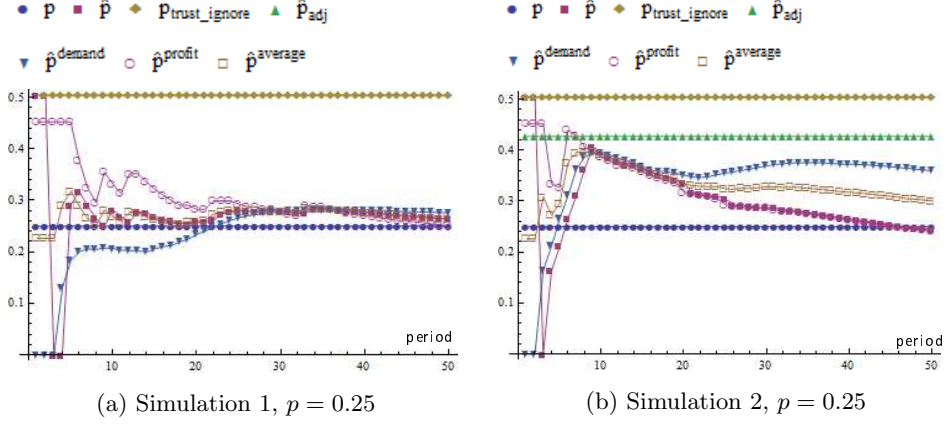 p p̂ p_trust_ignore p̂_adj
p̂^demand p̂^profit p̂^average
0.5
0.4
0.3
0.2
0.1
10 20 30 40 50
period
(a) Simulation 1, p = 0.25
p p̂ p_trust_ignore p̂_adj
p̂^demand p̂^profit p̂^average
0.5
0.4
0.3
0.2
0.1
10 20 30 40 50
period
(b) Simulation 2, p = 0.25